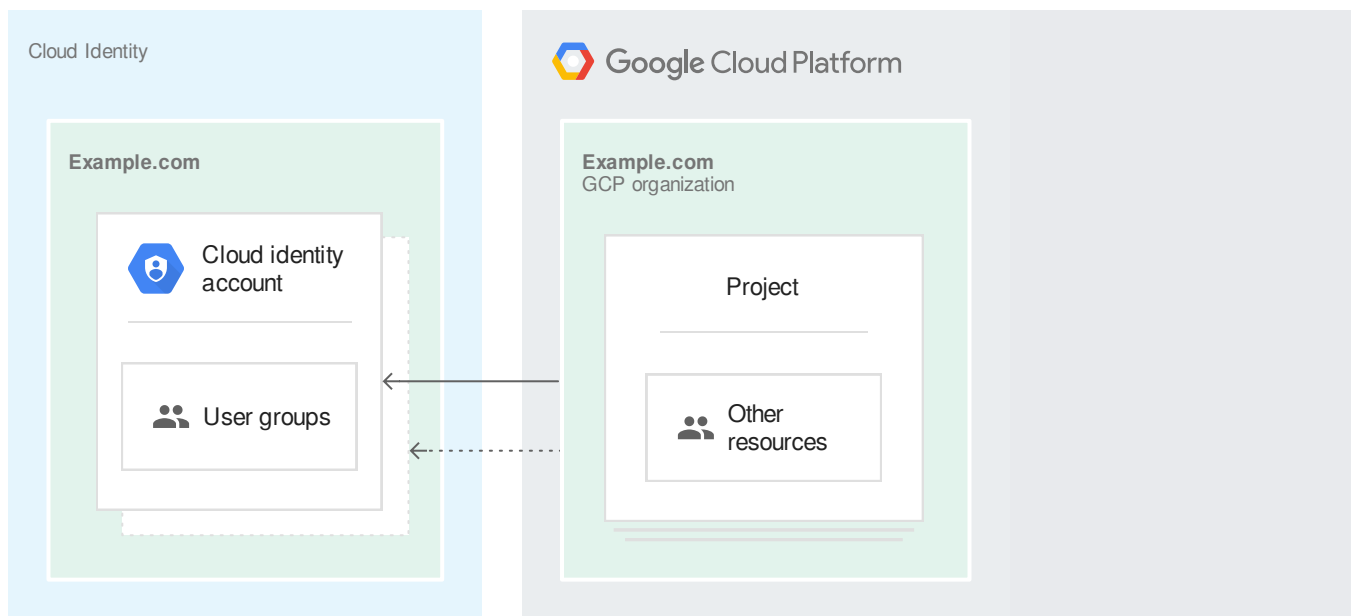 Cloud Identity
Example.com
Cloud identity
account
User groups
Google Cloud Platform
Example.com
GCP organization
Project
Other
resources